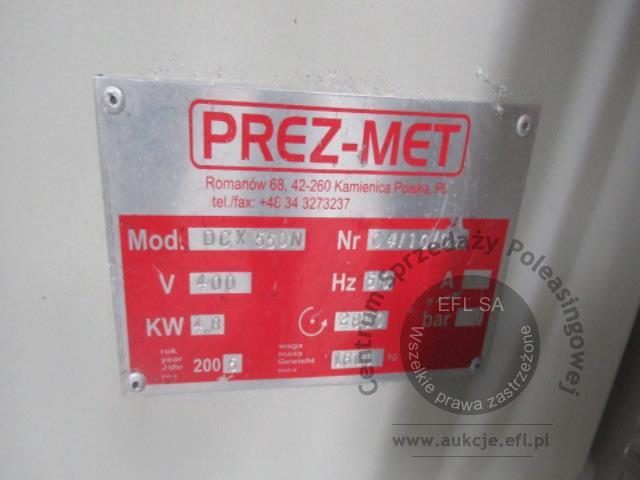 PREZ-MET
Romanów 68, 42-260 Kamienica Polska, PL
tel./fax: +48 34 3273237
Mod. DCX 550N Nr
V 400 Hz A
KW 4.8 bar
rok year Jahr 200 waga mass Gewicht kg
Centrum Sprzedaży Poleasingowej
EFL SA
Wszelkie prawa zastrzeżone
www.aukcje.efl.pl